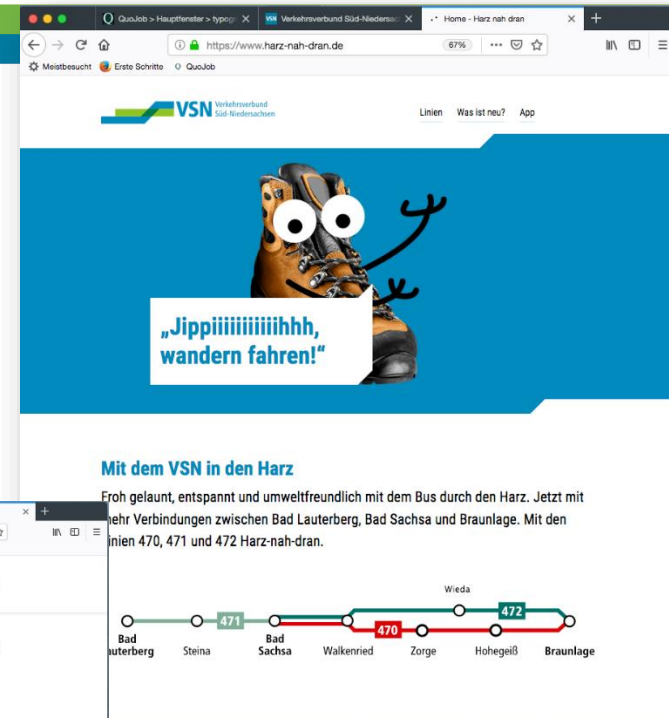 QuoJob > Hauptfenster > typogr
Verkehrsverbund Süd-Niedersac
Home - Harz nah dran
https://www.harz-nah-dran.de
67%
Meistbesucht
Erste Schritte
QuoJob
VSN Verkehrsverbund
Süd-Niedersachsen
Linien
Was ist neu?
App
„Jippiiiiiiiiiiihhh,
wandern fahren!“
Mit dem VSN in den Harz
Froh gelaunt, entspannt und umweltfreundlich mit dem Bus durch den Harz. Jetzt mit
mehr Verbindungen zwischen Bad Lauterberg, Bad Sachsa und Braunlage. Mit den
Linien 470, 471 und 472 Harz-nah-dran.
Wieda
471
472
470
Bad
Lauterberg
Steina
Bad
Sachsa
Walkenried
Zorge
Hohegeiß
Braunlage